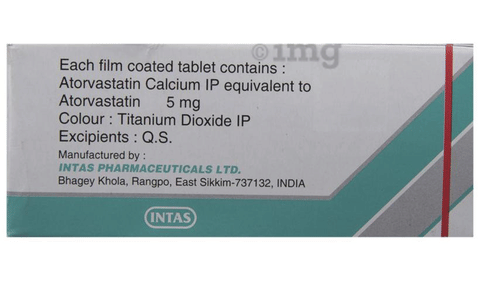 ©1mg
Each film coated tablet contains :
Atorvastatin Calcium IP equivalent to
Atorvastatin 5 mg
Colour : Titanium Dioxide IP
Excipients : Q.S.
Manufactured by :
INTAS PHARMACEUTICALS LTD.
Bhagey Khola, Rangpo, East Sikkim-737132, INDIA
INTAS